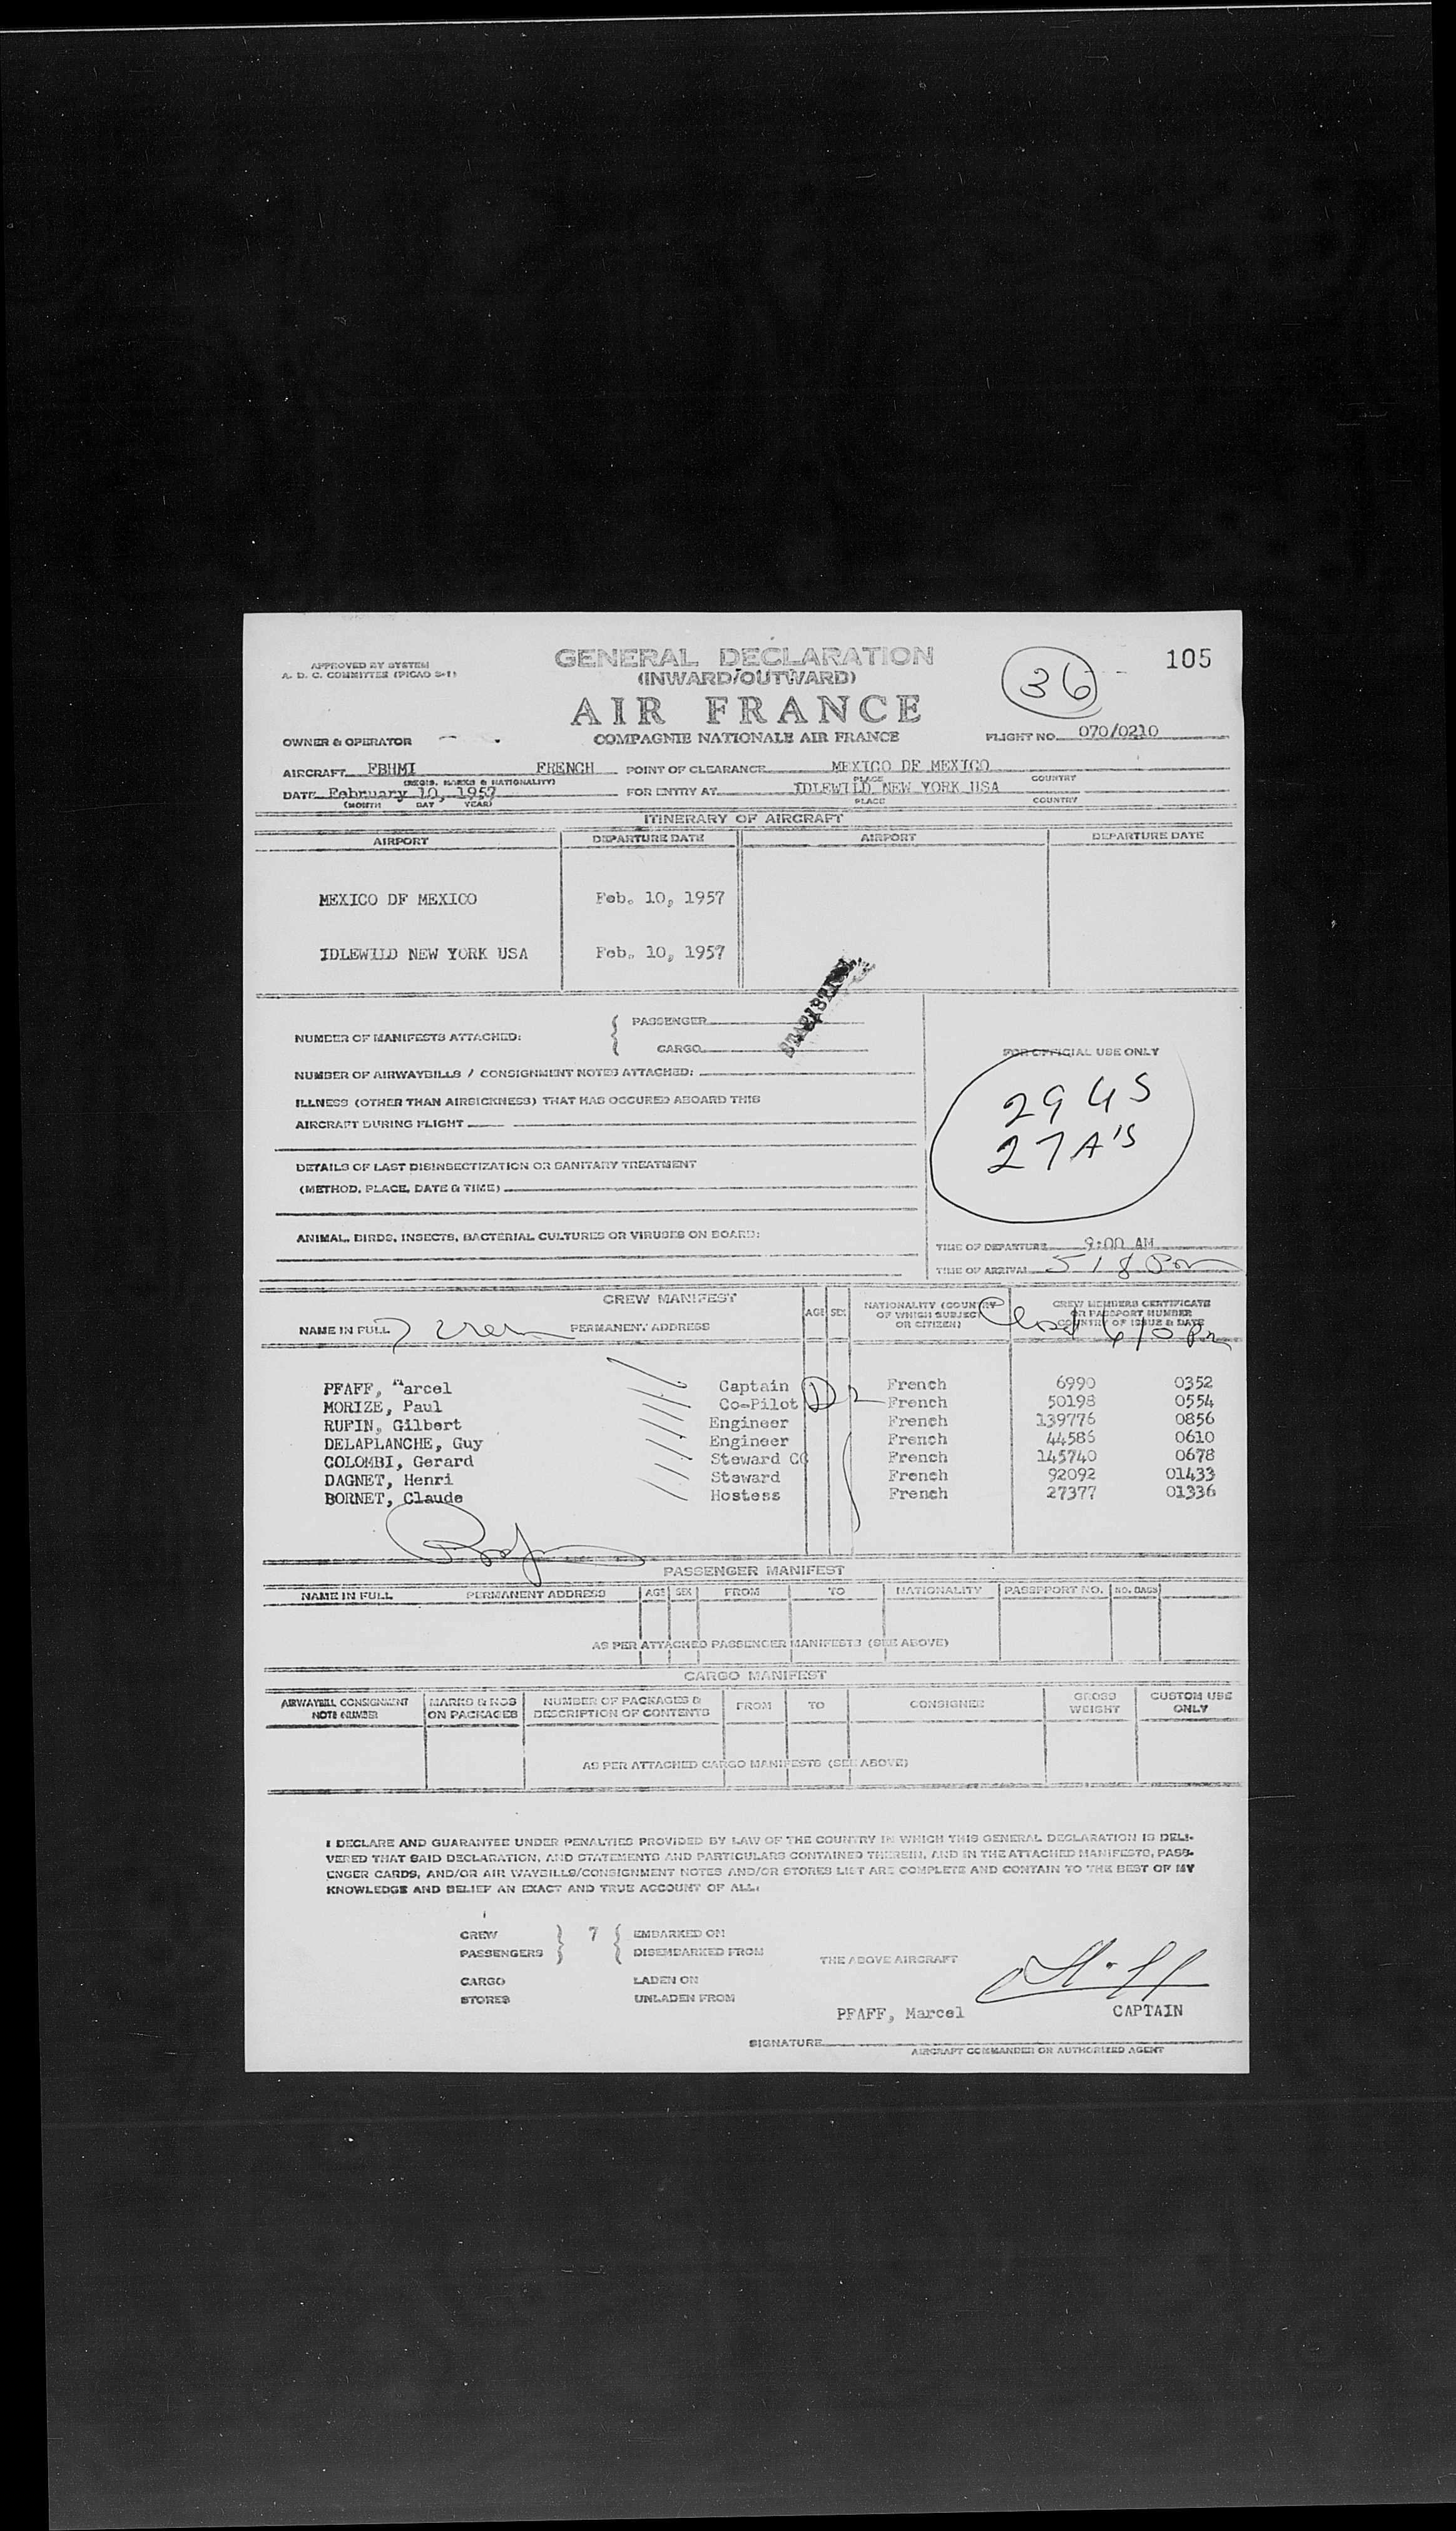 APPROVED BY SYSTEM
A. D. C. COMMITTEE (PICAO S-1)
GENERAL DECLARATION
(INWARD/OUTWARD)
AIR FRANCE
COMPAGNIE NATIONALE AIR FRANCE
36
105
OWNER & OPERATOR
FLIGHT NO. 070/0210
AIRCRAFT FBHMI FRENCH POINT OF CLEARANCE MEXICO DF MEXICO
(REGIS. MARKS & NATIONALITY) PLACE COUNTRY
DATE February 10, 1957 FOR ENTRY AT IDLEWILD NEW YORK USA
(MONTH DAY YEAR) PLACE COUNTRY
ITINERARY OF AIRCRAFT
AIRPORT DEPARTURE DATE AIRPORT DEPARTURE DATE
MEXICO DF MEXICO Feb. 10, 1957
IDLEWILD NEW YORK USA Feb. 10, 1957
NUMBER OF MANIFESTS ATTACHED: { PASSENGER
CARGO
NUMBER OF AIRWAYBILLS / CONSIGNMENT NOTES ATTACHED:
ILLNESS (OTHER THAN AIRSICKNESS) THAT HAS OCCURED ABOARD THIS
AIRCRAFT DURING FLIGHT
DETAILS OF LAST DISINSECTIZATION OR SANITARY TREATMENT
(METHOD, PLACE, DATE & TIME)
ANIMAL, BIRDS, INSECTS, BACTERIAL CULTURES OR VIRUSES ON BOARD:
FOR OFFICIAL USE ONLY
29 US
27 A'S
TIME OF DEPARTURE 9:00 AM
TIME OF ARRIVAL 518 Pm
CREW MANIFEST
NAME IN FULL PERMANENT ADDRESS AGE SEX NATIONALITY (COUNTRY OF WHICH SUBJECT OR CITIZEN) CREW MEMBERS CERTIFICATE OR PASSPORT NUMBER COUNTRY OF ISSUE & DATE
7 Crew
610 Pm
PFAFF, Marcel Captain French 6990 0352
MORIZE, Paul Co-Pilot French 50198 0554
RUFIN, Gilbert Engineer French 139776 0856
DELAPLANCHE, Guy Engineer French 44586 0610
COLOMBI, Gerard Steward CC French 145740 0678
DAGNET, Henri Steward French 92092 01433
BORNET, Claude Hostess French 27377 01336
PASSENGER MANIFEST
NAME IN FULL PERMANENT ADDRESS AGE SEX FROM TO NATIONALITY PASSPPORT NO. NO. BAGS
AS PER ATTACHED PASSENGER MANIFESTS (SEE ABOVE)
CARGO MANIFEST
AIRWAYBILL CONSIGNMENT NOTE NUMBER MARKS & NOS ON PACKAGES NUMBER OF PACKAGES & DESCRIPTION OF CONTENTS FROM TO CONSIGNEE GROSS WEIGHT CUSTOM USE ONLY
AS PER ATTACHED CARGO MANIFESTS (SEE ABOVE)
I DECLARE AND GUARANTEE UNDER PENALTIES PROVIDED BY LAW OF THE COUNTRY IN WHICH THIS GENERAL DECLARATION IS DELI-
VERED THAT SAID DECLARATION, AND STATEMENTS AND PARTICULARS CONTAINED THEREIN, AND IN THE ATTACHED MANIFESTS, PASS-
ENGER CARDS, AND/OR AIR WAYBILLS/CONSIGNMENT NOTES AND/OR STORES LIST ARE COMPLETE AND CONTAIN TO THE BEST OF MY
KNOWLEDGE AND BELIEF AN EXACT AND TRUE ACCOUNT OF ALL:
CREW } 7 { EMBARKED ON
PASSENGERS DISEMBARKED FROM
THE ABOVE AIRCRAFT
CARGO LADEN ON
STORES UNLADEN FROM
PFAFF, Marcel CAPTAIN
SIGNATURE
AIRCRAFT COMMANDER OR AUTHORIZED AGENT